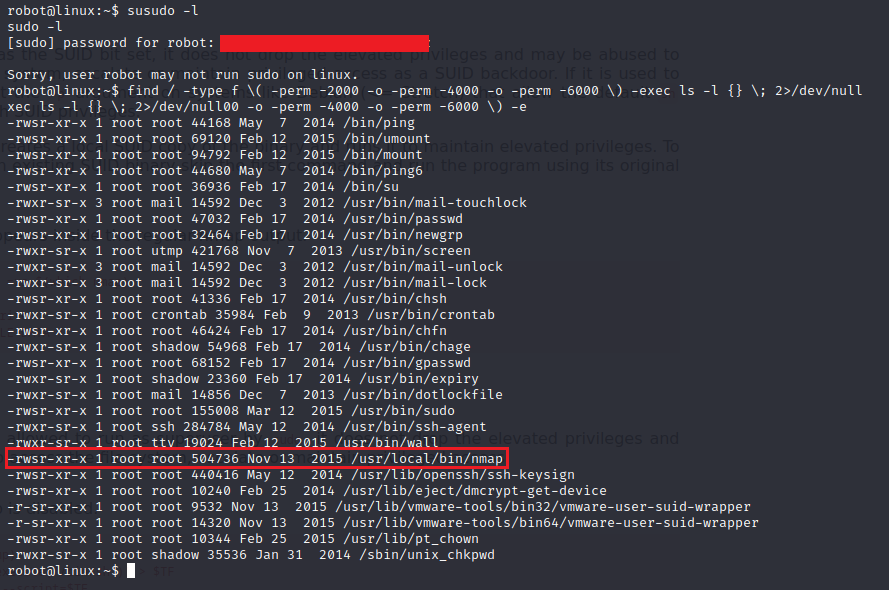 robot@linux:~$ susudo -l
sudo -l
[sudo] password for robot:
Sorry, user robot may not run sudo on linux.
robot@linux:~$ find / -type f \( -perm -2000 -o -perm -4000 -o -perm -6000 \) -exec ls -l {} \; 2>/dev/null
xec ls -l {} \; 2>/dev/null00 -o -perm -4000 -o -perm -6000 \) -e
-rwsr-xr-x 1 root root 44168 May  7  2014 /bin/ping
-rwsr-xr-x 1 root root 69120 Feb 12  2015 /bin/umount
-rwsr-xr-x 1 root root 94792 Feb 12  2015 /bin/mount
-rwsr-xr-x 1 root root 44680 May  7  2014 /bin/ping6
-rwsr-xr-x 1 root root 36936 Feb 17  2014 /bin/su
-rwxr-sr-x 3 root mail 14592 Dec  3  2012 /usr/bin/mail-touchlock
-rwsr-xr-x 1 root root 47032 Feb 17  2014 /usr/bin/passwd
-rwsr-xr-x 1 root root 32464 Feb 17  2014 /usr/bin/newgrp
-rwxr-sr-x 1 root utmp 421768 Nov  7  2013 /usr/bin/screen
-rwxr-sr-x 3 root mail 14592 Dec  3  2012 /usr/bin/mail-unlock
-rwxr-sr-x 3 root mail 14592 Dec  3  2012 /usr/bin/mail-lock
-rwsr-xr-x 1 root root 41336 Feb 17  2014 /usr/bin/chsh
-rwxr-sr-x 1 root crontab 35984 Feb  9  2013 /usr/bin/crontab
-rwsr-xr-x 1 root root 46424 Feb 17  2014 /usr/bin/chfn
-rwxr-sr-x 1 root shadow 54968 Feb 17  2014 /usr/bin/chage
-rwsr-xr-x 1 root root 68152 Feb 17  2014 /usr/bin/gpasswd
-rwxr-sr-x 1 root shadow 23360 Feb 17  2014 /usr/bin/expiry
-rwxr-sr-x 1 root mail 14856 Dec  7  2013 /usr/bin/dotlockfile
-rwsr-xr-x 1 root root 155008 Mar 12  2015 /usr/bin/sudo
-rwxr-sr-x 1 root ssh 284784 May 12  2014 /usr/bin/ssh-agent
-rwxr-sr-x 1 root tty 19024 Feb 12  2015 /usr/bin/wall
-rwsr-xr-x 1 root root 504736 Nov 13  2015 /usr/local/bin/nmap
-rwsr-xr-x 1 root root 440416 May 12  2014 /usr/lib/openssh/ssh-keysign
-rwsr-xr-x 1 root root 10240 Feb 25  2014 /usr/lib/eject/dmcrypt-get-device
-r-sr-xr-x 1 root root 9532 Nov 13  2015 /usr/lib/vmware-tools/bin32/vmware-user-suid-wrapper
-r-sr-xr-x 1 root root 14320 Nov 13  2015 /usr/lib/vmware-tools/bin64/vmware-user-suid-wrapper
-rwsr-xr-x 1 root root 10344 Feb 25  2015 /usr/lib/pt_chown
-rwxr-sr-x 1 root shadow 35536 Jan 31  2014 /sbin/unix_chkpwd
robot@linux:~$